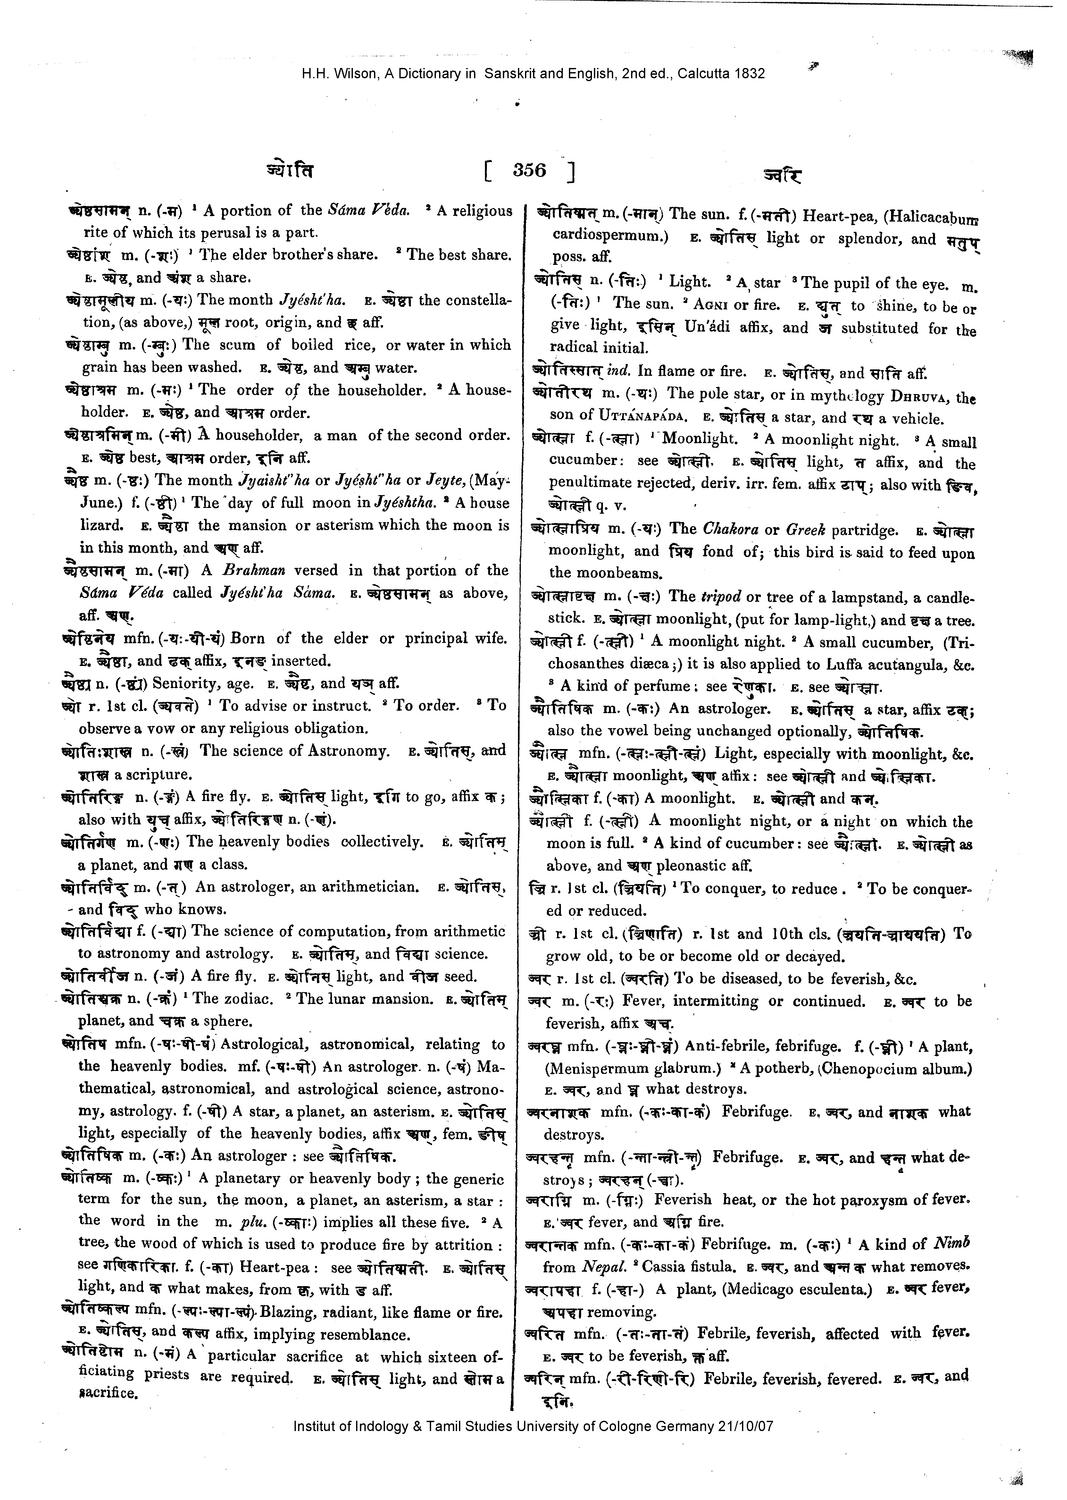 H.H. Wilson, A Dictionary in Sanskrit and English, 2nd ed., Calcutta 1832
ज्योति [ 356 ] ज्वरि
ज्येष्ठसामन् n. (-म) ¹ A portion of the Sáma Véda. ² A religious
rite of which its perusal is a part.
ज्येष्ठांश m. (-शः) ¹ The elder brother's share. ² The best share.
E. ज्येष्ठ, and अंश a share.
ज्येष्ठामूलीय m. (-यः) The month Jyésht'ha. E. ज्येष्ठा the constella-
tion, (as above,) मूल root, origin, and छ aff.
ज्येष्ठाम्बु m. (-म्बुः) The scum of boiled rice, or water in which
grain has been washed. E. ज्येष्ठ, and अम्बु water.
ज्येष्ठाश्रम m. (-मः) ¹ The order of the householder. ² A house-
holder. E. ज्येष्ठ, and आश्रम order.
ज्येष्ठाश्रमिन् m. (-मी) A householder, a man of the second order.
E. ज्येष्ठ best, आश्रम order, इनि aff.
ज्यैष्ठ m. (-ष्ठः) The month Jyaisht'ha or Jyésht'ha or Jeyte, (May-
June.) f. (-ष्ठी) ¹ The day of full moon in Jyéshtha. ² A house
lizard. E. ज्येष्ठा the mansion or asterism which the moon is
in this month, and अण् aff.
ज्यैष्ठसामन् m. (-मा) A Brahman versed in that portion of the
Sáma Véda called Jyésht'ha Sáma. E. ज्येष्ठसामन् as above,
aff. अण्.
ज्यैष्ठिनेय mfn. (-यः-यी-यं) Born of the elder or principal wife.
E. ज्येष्ठा, and ढक् affix, इनङ् inserted.
ज्यैष्ठ्य n. (-ष्ठ्यं) Seniority, age. E. ज्येष्ठ, and यञ् aff.
ज्यो r. 1st cl. (ज्यवते) ¹ To advise or instruct. ² To order. ³ To
observe a vow or any religious obligation.
ज्योतिःशास्त्र n. (-स्त्रं) The science of Astronomy. E. ज्योतिस्, and
शास्त्र a scripture.
ज्योतिरिङ्ग n. (-ङ्गं) A fire fly. E. ज्योतिस् light, इगि to go, affix क;
also with युच् affix, ज्योतिरिङ्गण n. (-णं).
ज्योतिर्गण m. (-णः) The heavenly bodies collectively. E. ज्योतिस्
a planet, and गण a class.
ज्योतिर्विद् m. (-त्) An astrologer, an arithmetician. E. ज्योतिस्,
and विद् who knows.
ज्योतिर्विद्या f. (-द्या) The science of computation, from arithmetic
to astronomy and astrology. E. ज्योतिस्, and विद्या science.
ज्योतिर्वीज n. (-जं) A fire fly. E. ज्योतिस् light, and वीज seed.
ज्योतिश्चक्र n. (-क्रं) ¹ The zodiac. ² The lunar mansion. E. ज्योतिस्
planet, and चक्र a sphere.
ज्योतिष mfn. (-षः-षी-षं) Astrological, astronomical, relating to
the heavenly bodies. mf. (-षः-षी) An astrologer. n. (-षं) Ma-
thematical, astronomical, and astrological science, astrono-
my, astrology. f. (-षी) A star, a planet, an asterism. E. ज्योतिस्
light, especially of the heavenly bodies, affix अण्, fem. ङीष्
ज्योतिषिक m. (-कः) An astrologer : see ज्यौतिषिक.
ज्योतिष्क m. (-ष्कः) ¹ A planetary or heavenly body ; the generic
term for the sun, the moon, a planet, an asterism, a star :
the word in the m. plu. (-ष्काः) implies all these five. ² A
tree, the wood of which is used to produce fire by attrition :
see गणिकारिका. f. (-का) Heart-pea : see ज्योतिष्मती. E. ज्योतिस्
light, and क what makes, from कृ, with ड aff.
ज्योतिष्कल्प mfn. (-ल्पः-ल्पा-ल्पं) Blazing, radiant, like flame or fire.
E. ज्योतिस्, and कल्प affix, implying resemblance.
ज्योतिष्टोम n. (-मं) A particular sacrifice at which sixteen of-
ficiating priests are required. E. ज्योतिस् light, and स्तोम a
sacrifice.
ज्योतिष्मत् m. (-मान्) The sun. f. (-मती) Heart-pea, (Halicacabum
cardiospermum.) E. ज्योतिस् light or splendor, and मतुप्
poss. aff.
ज्योतिस् n. (-तिः) ¹ Light. ² A star ³ The pupil of the eye. m.
(-तिः) ¹ The sun. ² AGNI or fire. E. द्युत् to shine, to be or
give light, इसिन् Un'ádi affix, and ज substituted for the
radical initial.
ज्योतिस्सात् ind. In flame or fire. E. ज्योतिस्, and साति aff.
ज्योतीरथ m. (-थः) The pole star, or in mythology DHRUVA, the
son of UTTÁNAPÁDA. E. ज्योतिस् a star, and रथ a vehicle.
ज्योत्स्ना f. (-त्स्ना) ¹ Moonlight. ² A moonlight night. ³ A small
cucumber: see ज्योत्स्नी. E. ज्योतिस् light, न affix, and the
penultimate rejected, deriv. irr. fem. affix टाप्; also with ङीप्,
ज्योत्स्नी q. v.
ज्योत्स्नाप्रिय m. (-यः) The Chakora or Greek partridge. E. ज्योत्स्ना
moonlight, and प्रिय fond of; this bird is said to feed upon
the moonbeams.
ज्योत्स्नावृक्ष m. (-क्षः) The tripod or tree of a lampstand, a candle-
stick. E. ज्योत्स्ना moonlight, (put for lamp-light,) and वृक्ष a tree.
ज्योत्स्नी f. (-त्स्नी) ¹ A moonlight night. ² A small cucumber, (Tri-
chosanthes diæca;) it is also applied to Luffa acutangula, &c.
³ A kind of perfume; see रेणुका. E. see ज्योत्स्ना.
ज्यौतिषिक m. (-कः) An astrologer. E. ज्योतिस् a star, affix ठक्;
also the vowel being unchanged optionally, ज्योतिषिक.
ज्यौत्स्न mfn. (-त्स्नः-त्स्नी-त्स्नं) Light, especially with moonlight, &c.
E. ज्योत्स्ना moonlight, अण् affix: see ज्योत्स्नी and ज्यौत्स्निका.
ज्यौत्स्निका f. (-का) A moonlight. E. ज्योत्स्नी and कन्.
ज्यौत्स्नी f. (-त्स्नी) A moonlight night, or a night on which the
moon is full. ² A kind of cucumber: see ज्योत्स्नी. E. ज्योत्स्नी as
above, and अण् pleonastic aff.
ज्रि r. 1st cl. (ज्रियति) ¹ To conquer, to reduce. ² To be conquer-
ed or reduced.
ज्री r. 1st cl. (ज्रिणाति) r. 1st and 10th cls. (ज्रयति-ज्राययति) To
grow old, to be or become old or decayed.
ज्वर r. 1st cl. (ज्वरति) To be diseased, to be feverish, &c.
ज्वर m. (-रः) Fever, intermitting or continued. E. ज्वर to be
feverish, affix अच्.
ज्वरघ्न mfn. (-घ्नः-घ्नी-घ्नं) Anti-febrile, febrifuge. f. (-घ्नी) ¹ A plant,
(Menispermum glabrum.) ² A potherb, (Chenopocium album.)
E. ज्वर, and घ्न what destroys.
ज्वरनाशक mfn. (-कः-का-कं) Febrifuge. E. ज्वर, and नाशक what
destroys.
ज्वरहन्तृ mfn. (-न्ता-न्त्री-न्तृ) Febrifuge. E. ज्वर, and हन्तृ what de-
stroys; ज्वरहन् (-हा).
ज्वराग्नि m. (-ग्निः) Feverish heat, or the hot paroxysm of fever.
E. ज्वर fever, and अग्नि fire.
ज्वरान्तक mfn. (-कः-का-कं) Febrifuge. m. (-कः) ¹ A kind of Nimb
from Nepal. ² Cassia fistula. E. ज्वर, and अन्तक what removes.
ज्वरापहा f. (-हा-) A plant, (Medicago esculenta.) E. ज्वर fever,
अपहा removing.
ज्वरित mfn. (-तः-ता-तं) Febrile, feverish, affected with fever.
E. ज्वर to be feverish, क्त aff.
ज्वरिन् mfn. (-री-रिणी-रि) Febrile, feverish, fevered. E. ज्वर, and
इनि.
Institut of Indology & Tamil Studies University of Cologne Germany 21/10/07